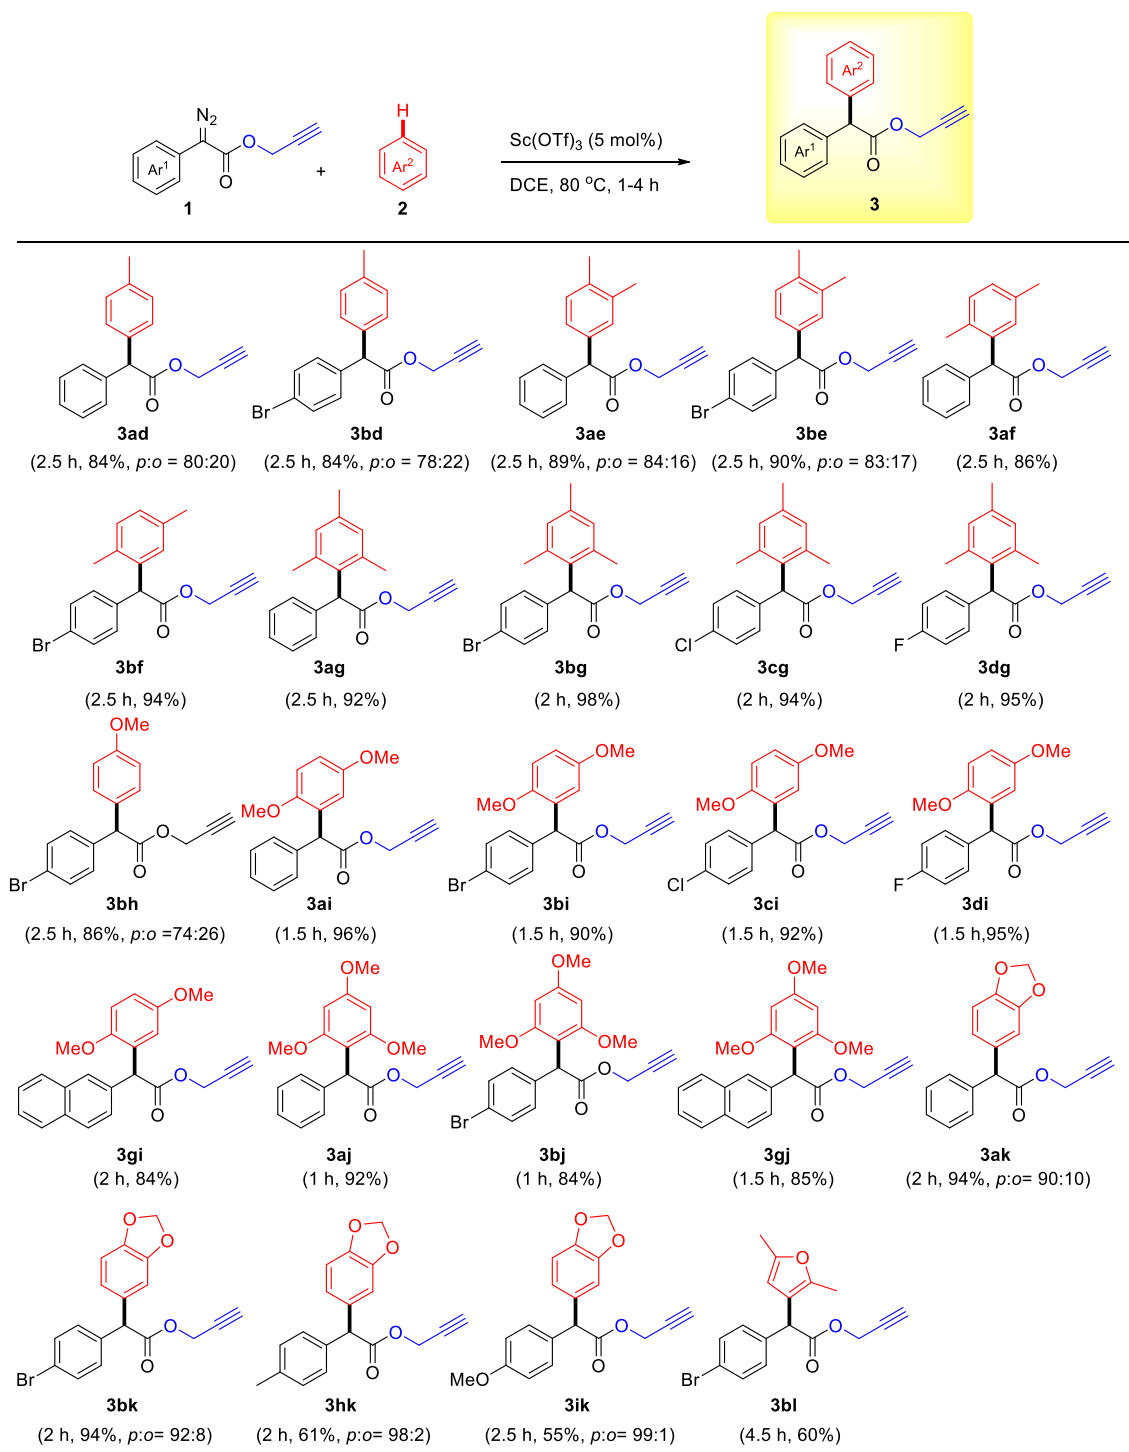 N2
O
O
Ar1
1
+
H
Ar2
2
Sc(OTf)3 (5 mol%)
DCE, 80 oC, 1-4 h
Ar2
O
Ar1
O
3
O O O O O
O O O O O
Br Br
3ad 3bd 3ae 3be 3af
(2.5 h, 84%, p:o = 80:20) (2.5 h, 84%, p:o = 78:22) (2.5 h, 89%, p:o = 84:16) (2.5 h, 90%, p:o = 83:17) (2.5 h, 86%)
O O O O O
O O O O O
Br Br Cl F
3bf 3ag 3bg 3cg 3dg
(2.5 h, 94%) (2.5 h, 92%) (2 h, 98%) (2 h, 94%) (2 h, 95%)
OMe
OMe OMe OMe OMe
MeO MeO MeO MeO
O O O O O
O O O O O
Br Br Cl F
3bh 3ai 3bi 3ci 3di
(2.5 h, 86%, p:o =74:26) (1.5 h, 96%) (1.5 h, 90%) (1.5 h, 92%) (1.5 h,95%)
OMe OMe OMe O
OMe O
MeO MeO OMe MeO OMe MeO OMe
O O O O O
O O O O O
Br
3gi 3aj 3bj 3gj 3ak
(2 h, 84%) (1 h, 92%) (1 h, 84%) (1.5 h, 85%) (2 h, 94%, p:o= 90:10)
O O O
O O O O
O O O O
O O O O
Br MeO Br
3bk 3hk 3ik 3bl
(2 h, 94%, p:o= 92:8) (2 h, 61%, p:o= 98:2) (2.5 h, 55%, p:o= 99:1) (4.5 h, 60%)